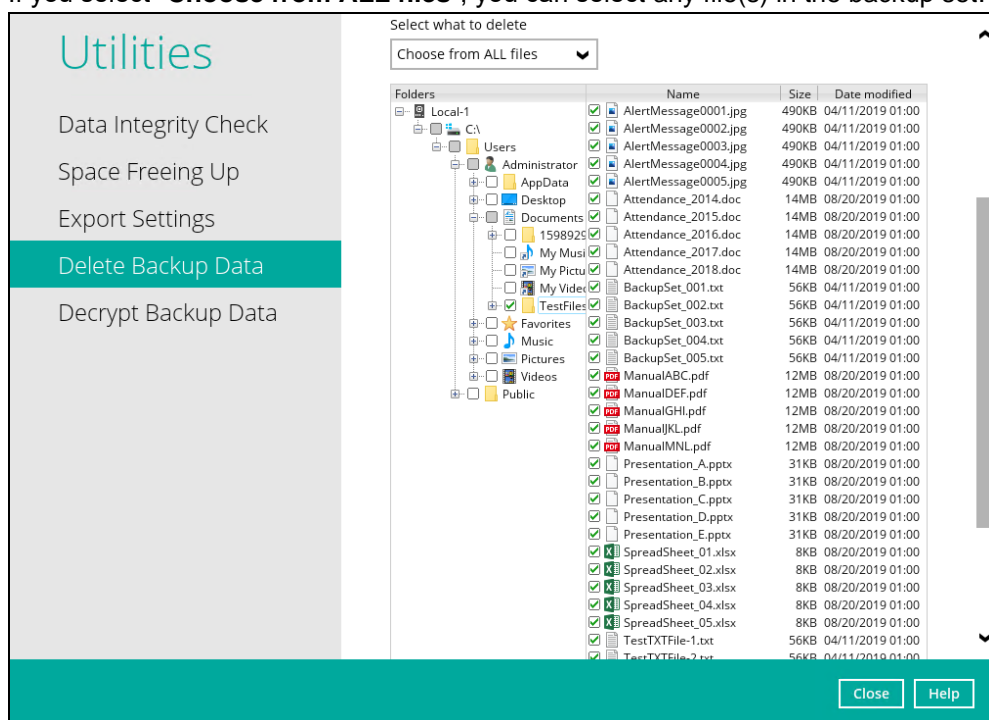 If you select "Choose from ALL files", you can select any file(s) in the backup set.
Utilities
Data Integrity Check
Space Freeing Up
Export Settings
Delete Backup Data
Decrypt Backup Data
Select what to delete
Choose from ALL files
Folders
Local-1
C:\
Users
Administrator
AppData
Desktop
Documents
1598929
My Musi
My Pictu
My Video
TestFiles
Favorites
Music
Pictures
Videos
Public
Name Size Date modified
AlertMessage0001.jpg 490KB 04/11/2019 01:00
AlertMessage0002.jpg 490KB 04/11/2019 01:00
AlertMessage0003.jpg 490KB 04/11/2019 01:00
AlertMessage0004.jpg 490KB 04/11/2019 01:00
AlertMessage0005.jpg 490KB 04/11/2019 01:00
Attendance_2014.doc 14MB 08/20/2019 01:00
Attendance_2015.doc 14MB 08/20/2019 01:00
Attendance_2016.doc 14MB 08/20/2019 01:00
Attendance_2017.doc 14MB 08/20/2019 01:00
Attendance_2018.doc 14MB 08/20/2019 01:00
BackupSet_001.txt 56KB 04/11/2019 01:00
BackupSet_002.txt 56KB 04/11/2019 01:00
BackupSet_003.txt 56KB 04/11/2019 01:00
BackupSet_004.txt 56KB 04/11/2019 01:00
BackupSet_005.txt 56KB 04/11/2019 01:00
ManualABC.pdf 12MB 08/20/2019 01:00
ManualDEF.pdf 12MB 08/20/2019 01:00
ManualGHI.pdf 12MB 08/20/2019 01:00
ManualJKL.pdf 12MB 08/20/2019 01:00
ManualMNL.pdf 12MB 08/20/2019 01:00
Presentation_A.pptx 31KB 08/20/2019 01:00
Presentation_B.pptx 31KB 08/20/2019 01:00
Presentation_C.pptx 31KB 08/20/2019 01:00
Presentation_D.pptx 31KB 08/20/2019 01:00
Presentation_E.pptx 31KB 08/20/2019 01:00
SpreadSheet_01.xlsx 8KB 08/20/2019 01:00
SpreadSheet_02.xlsx 8KB 08/20/2019 01:00
SpreadSheet_03.xlsx 8KB 08/20/2019 01:00
SpreadSheet_04.xlsx 8KB 08/20/2019 01:00
SpreadSheet_05.xlsx 8KB 08/20/2019 01:00
TestTXTFile-1.txt 56KB 04/11/2019 01:00
TestTXTFile-2.txt 56KB 04/11/2019 01:00
Close
Help